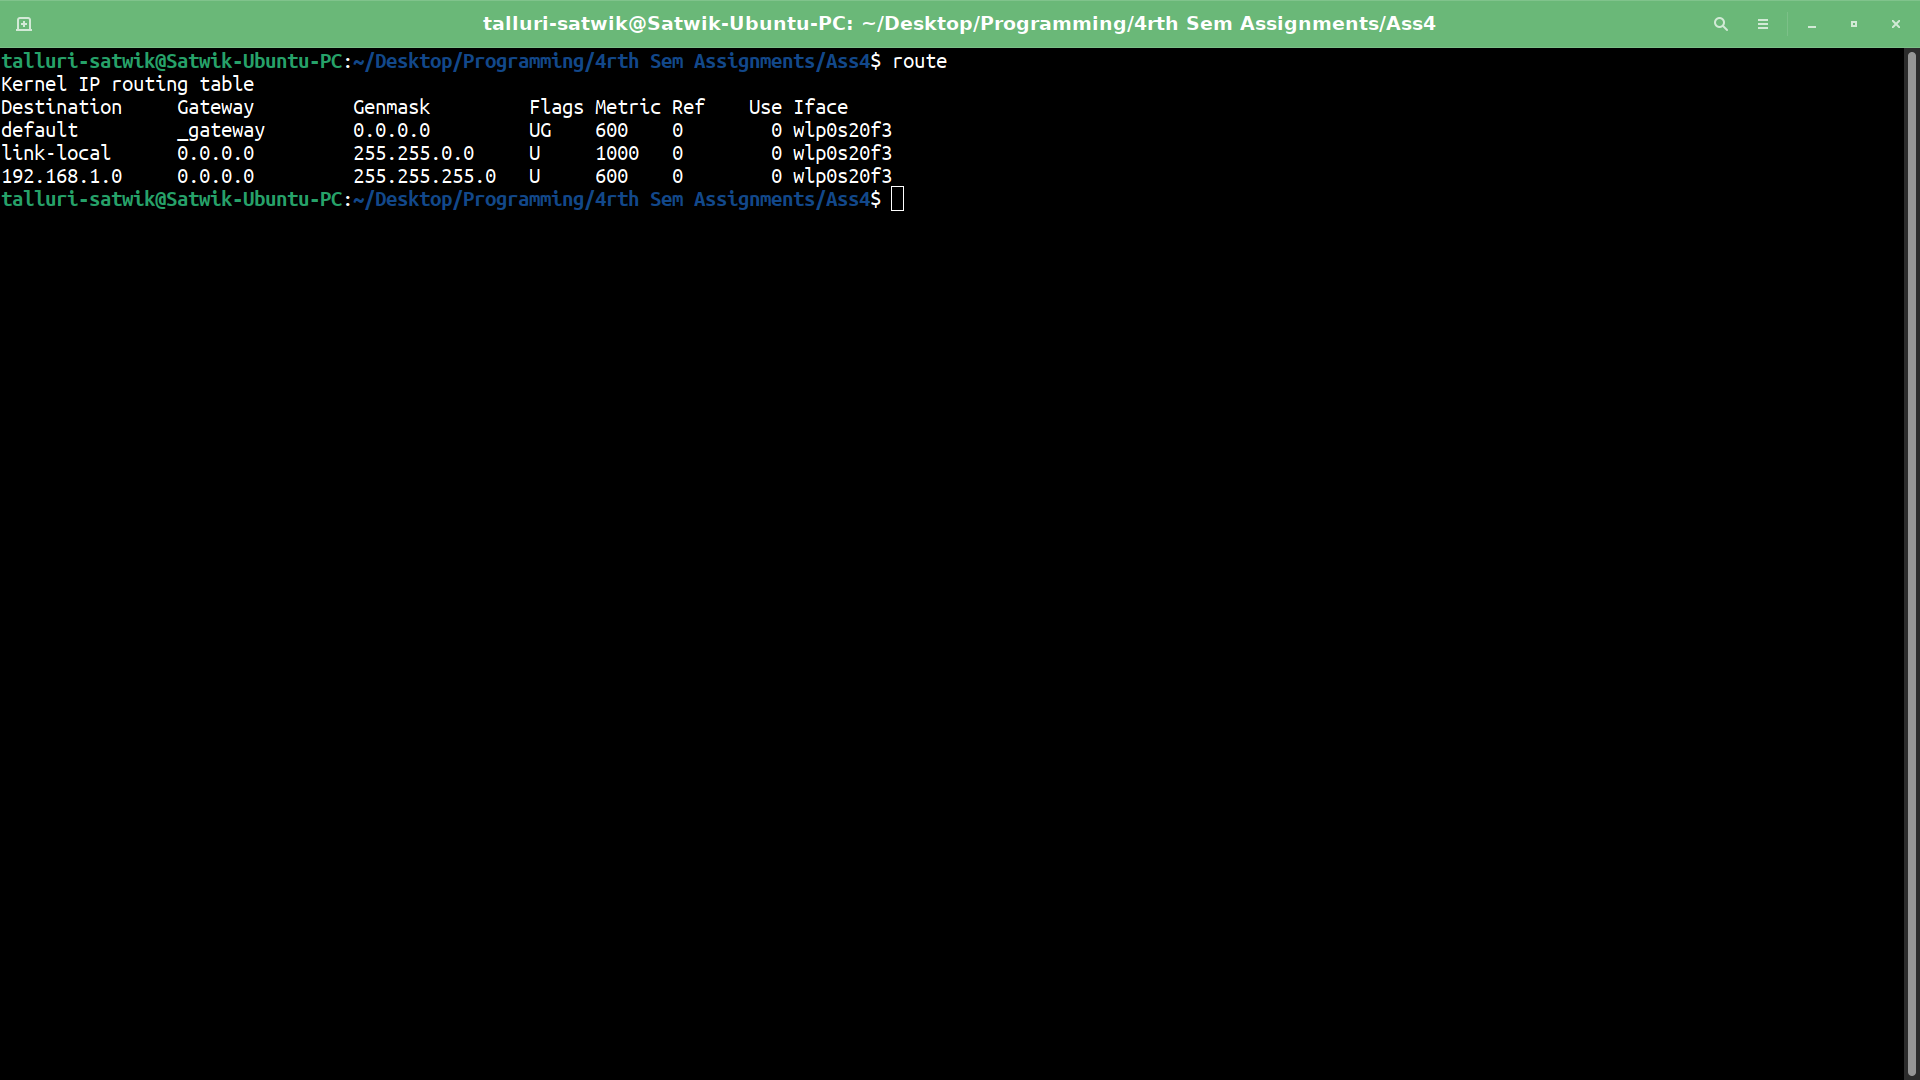 talluri-satwik@Satwik-Ubuntu-PC: ~/Desktop/Programming/4rth Sem Assignments/Ass4
talluri-satwik@Satwik-Ubuntu-PC:~/Desktop/Programming/4rth Sem Assignments/Ass4$ route
Kernel IP routing table
Destination     Gateway         Genmask         Flags Metric Ref    Use Iface
default         _gateway        0.0.0.0         UG    600    0        0 wlp0s20f3
link-local      0.0.0.0         255.255.0.0     U     1000   0        0 wlp0s20f3
192.168.1.0     0.0.0.0         255.255.255.0   U     600    0        0 wlp0s20f3
talluri-satwik@Satwik-Ubuntu-PC:~/Desktop/Programming/4rth Sem Assignments/Ass4$